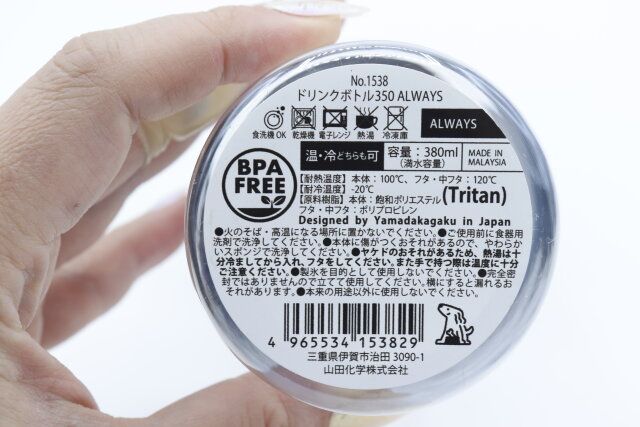 No.1538
ドリンクボトル350 ALWAYS
食洗機OK 乾燥機 電子レンジ 熱湯 冷凍庫
ALWAYS
温・冷どちらも可
容量：380ml
(満水容量)
MADE IN
MALAYSIA
BPA
FREE
【耐熱温度】本体：100℃、フタ・中フタ：120℃
【耐冷温度】-20℃
【原料樹脂】本体：飽和ポリエステル(Tritan)
フタ・中フタ：ポリプロピレン
Designed by Yamadakagaku in Japan
●火のそば・高温になる場所に置かないでください。●ご使用前に食器用
洗剤で洗浄してください。●本体に傷がつくおそれがあるので、やわらか
いスポンジで洗浄してください。●ヤケドのおそれがあるため、熱湯は十
分冷ましてから入れ、フタをしてください。また手で持つ際は温度に十分
ご注意ください。●製氷を目的として使用しないでください。●完全密
封ではありませんので立てて使用してください。横にすると漏れるお
それがあります。●本来の用途以外に使用しないでください。
4 965534 153829
三重県伊賀市治田 3090-1
山田化学株式会社